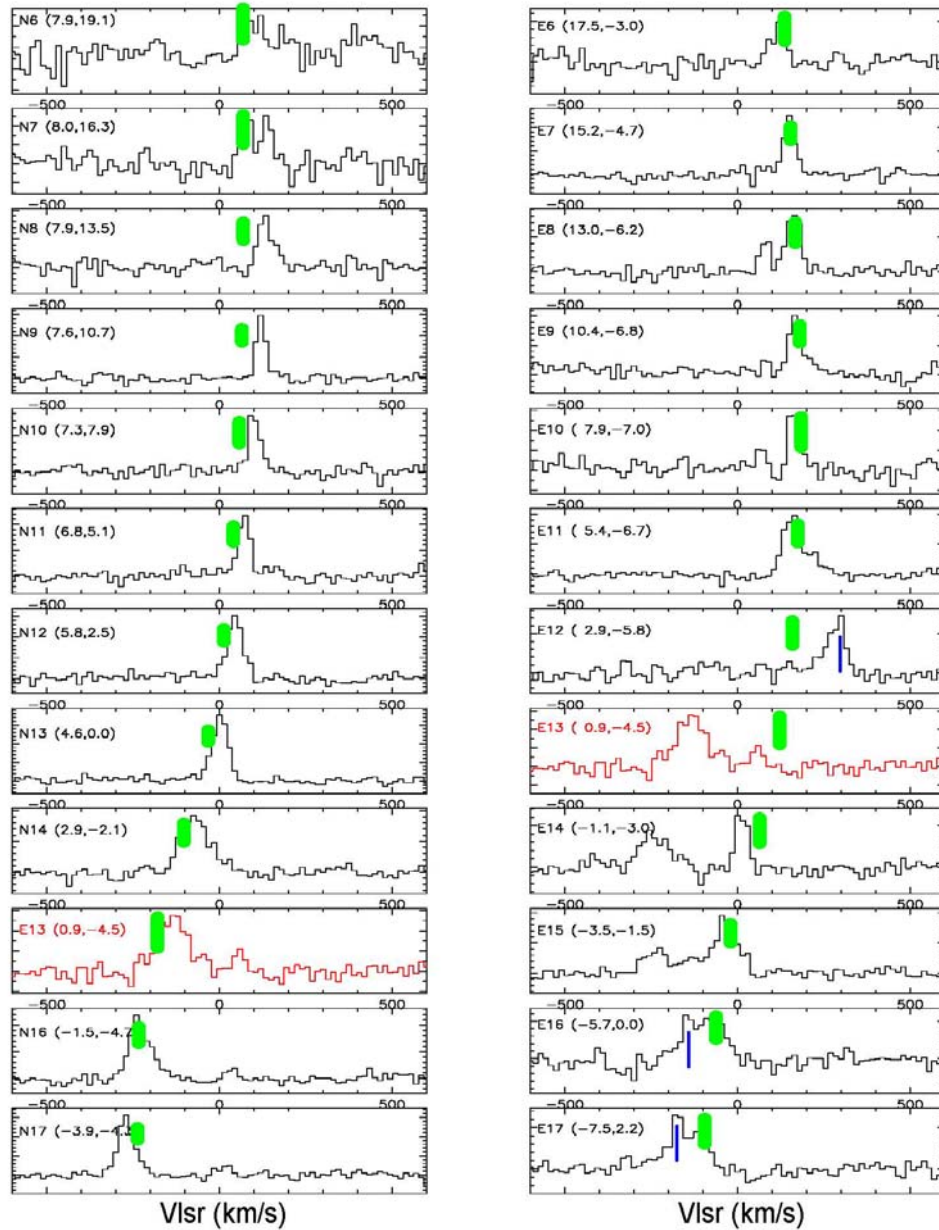 N6 (7.9,19.1)
-500 0 500
N7 (8.0,16.3)
-500 0 500
N8 (7.9,13.5)
-500 0 500
N9 (7.6,10.7)
-500 0 500
N10 (7.3,7.9)
-500 0 500
N11 (6.8,5.1)
-500 0 500
N12 (5.8,2.5)
-500 0 500
N13 (4.6,0.0)
-500 0 500
N14 (2.9,-2.1)
-500 0 500
E13 (0.9,-4.5)
-500 0 500
N16 (-1.5,-4.7
-500 0 500
N17 (-3.9,-4.
Vlsr (km/s)
E6 (17.5,-3.0)
-500 0 500
E7 (15.2,-4.7)
-500 0 500
E8 (13.0,-6.2)
-500 0 500
E9 (10.4,-6.8)
-500 0 500
E10 ( 7.9,-7.0)
-500 0 500
E11 ( 5.4,-6.7)
-500 0 500
E12 ( 2.9,-5.8)
-500 0 500
E13 ( 0.9,-4.5)
-500 0 500
E14 (-1.1,-3.0)
-500 0 500
E15 (-3.5,-1.5)
-500 0 500
E16 (-5.7,0.0)
-500 0 500
E17 (-7.5,2.2)
Vlsr (km/s)